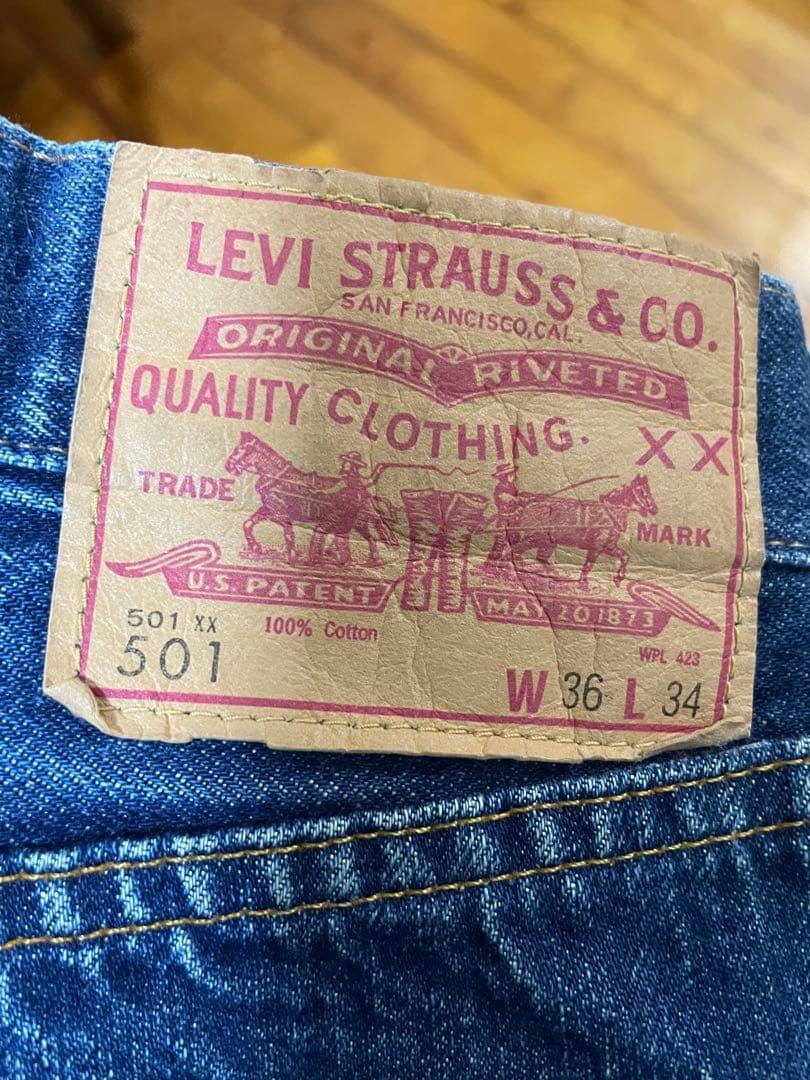 LEVI STRAUSS & CO.
SAN FRANCISCO, CAL.
ORIGINAL RIVETED
QUALITY CLOTHING.
XX
TRADE MARK
U.S. PATENT MAY 20 1873
501 XX 100% Cotton WPL 423
501 W 36 L 34